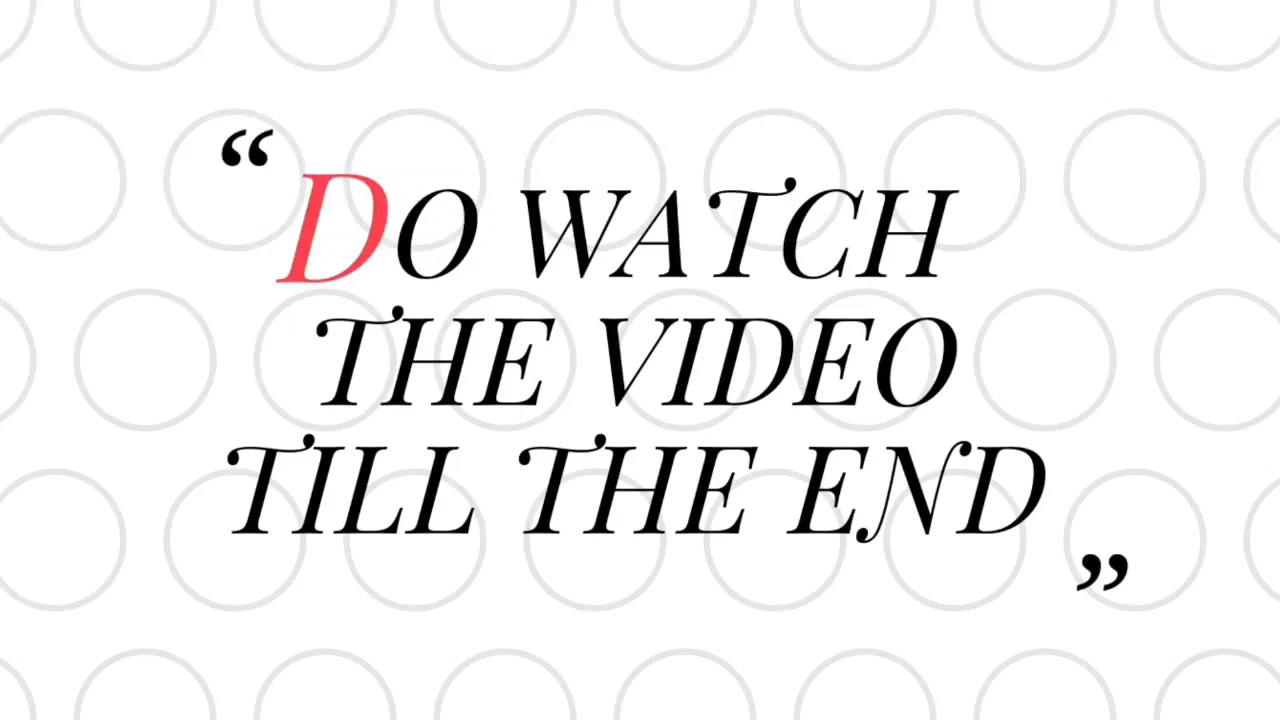 “DO WATCH
THE VIDEO
TILL THE END”